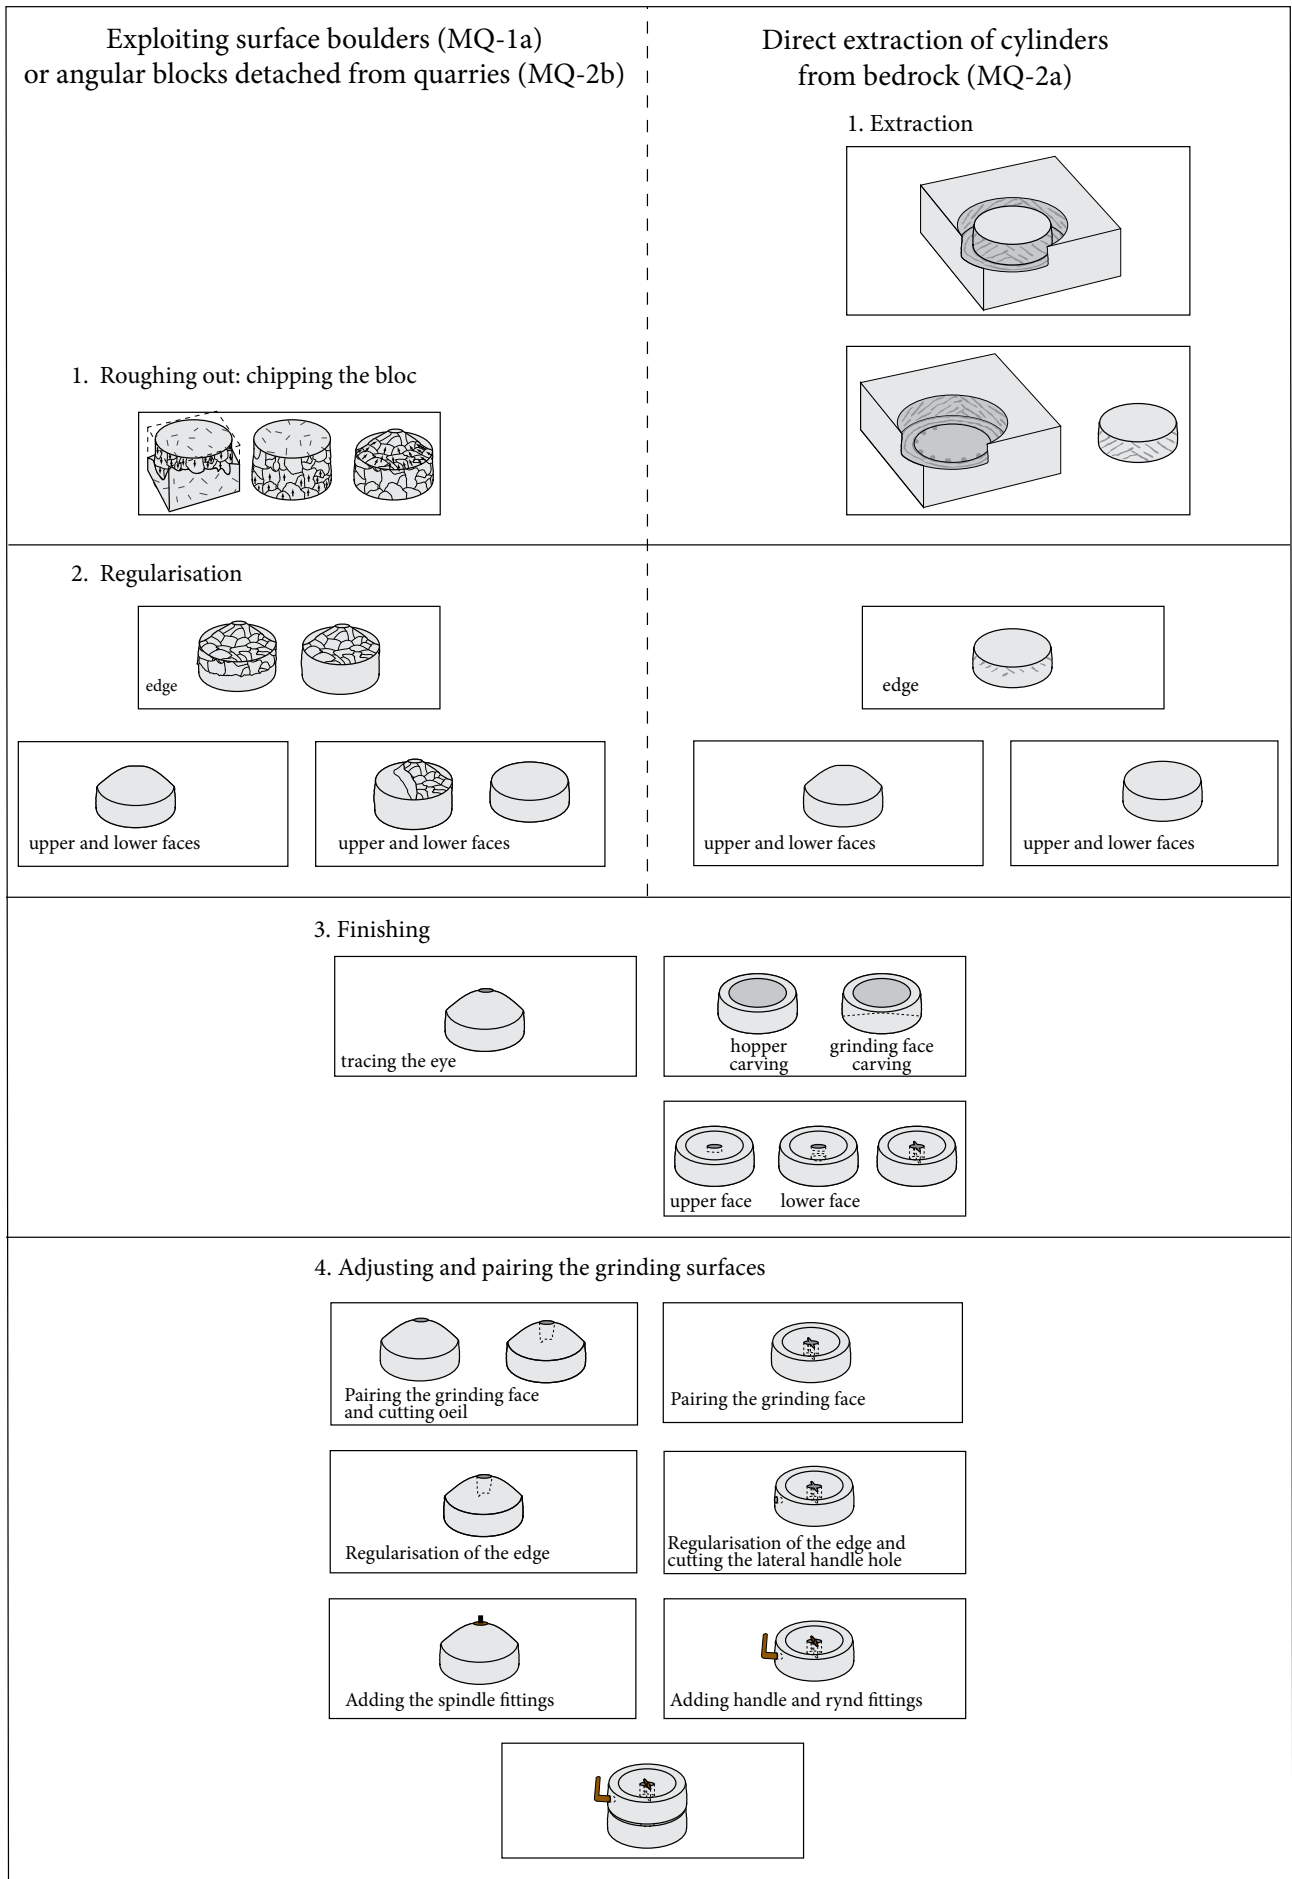 Exploiting surface boulders (MQ-1a)
or angular blocks detached from quarries (MQ-2b)
Direct extraction of cylinders
from bedrock (MQ-2a)
1. Extraction
1. Roughing out: chipping the bloc
2. Regularisation
edge
edge
upper and lower faces
upper and lower faces
upper and lower faces
upper and lower faces
3. Finishing
tracing the eye
hopper
carving
grinding face
carving
upper face
lower face
4. Adjusting and pairing the grinding surfaces
Pairing the grinding face
and cutting oeil
Pairing the grinding face
Regularisation of the edge
Regularisation of the edge and
cutting the lateral handle hole
Adding the spindle fittings
Adding handle and rynd fittings